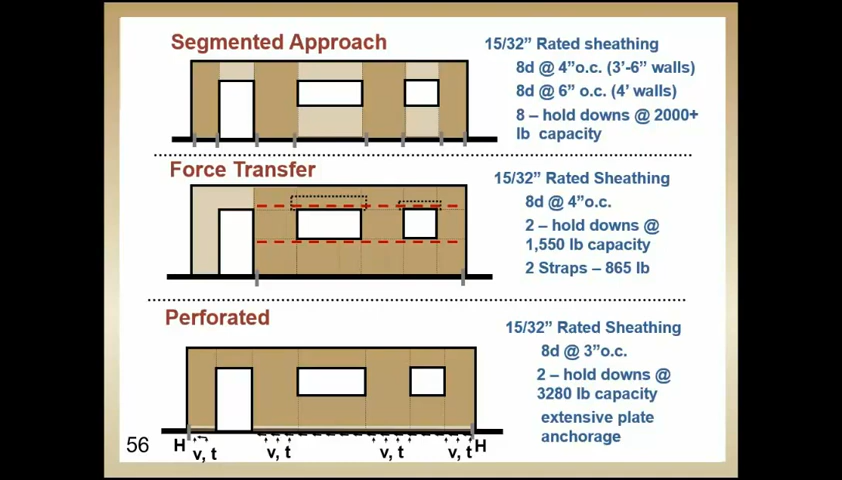 Segmented Approach
15/32” Rated sheathing
8d @ 4”o.c. (3’-6” walls)
8d @ 6” o.c. (4’ walls)
8 – hold downs @ 2000+
lb capacity
Force Transfer
15/32” Rated Sheathing
8d @ 4”o.c.
2 – hold downs @
1,550 lb capacity
2 Straps – 865 lb
Perforated
15/32” Rated Sheathing
8d @ 3”o.c.
2 – hold downs @
3280 lb capacity
extensive plate
anchorage
56
H
v, t
v, t
v, t
v, t
H